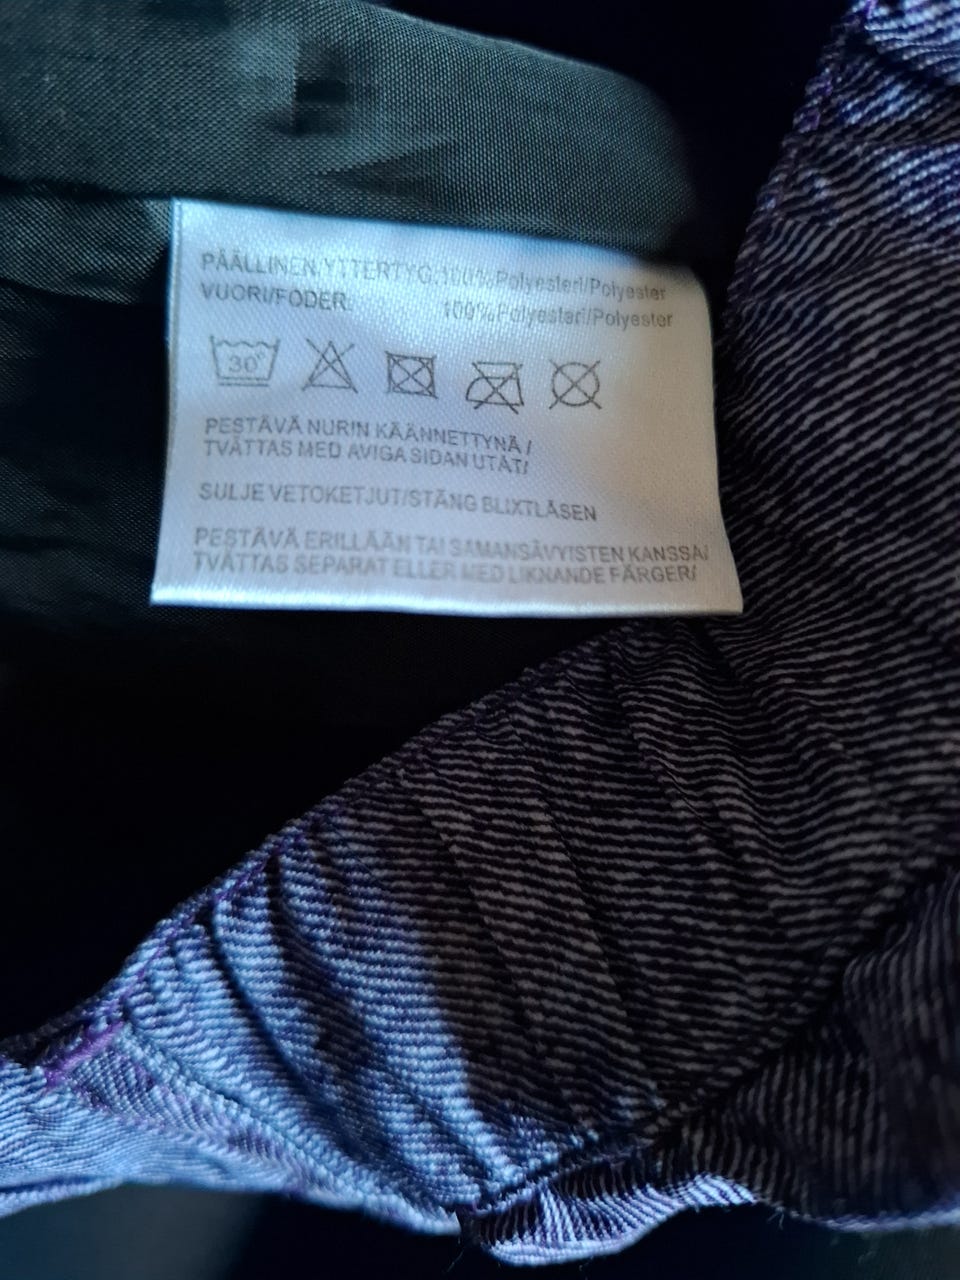 PÄÄLLINEN/YTTERTYG:100%Polyesteri/Polyester
VUORI/FODER: 100%Polyesteri/Polyester
30°
PESTÄVÄ NURIN KÄÄNNETTYNÄ/
TVÄTTAS MED AVIGA SIDAN UTÅT/
SULJE VETOKETJUT/STÄNG BLIXTLÅSEN
PESTÄVÄ ERILLÄÄN TAI SAMANSÄVYISTEN KANSSA/
TVÄTTAS SEPARAT ELLER MED LIKNANDE FÄRGER/